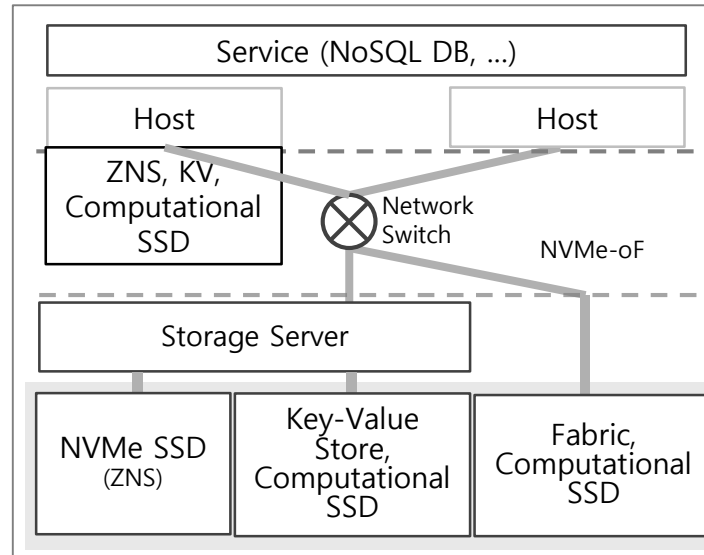 Service (NoSQL DB, ...)
Host
Host
ZNS, KV,
Computational
SSD
Network
Switch
NVMe-oF
Storage Server
NVMe SSD
(ZNS)
Key-Value
Store,
Computational
SSD
Fabric,
Computational
SSD